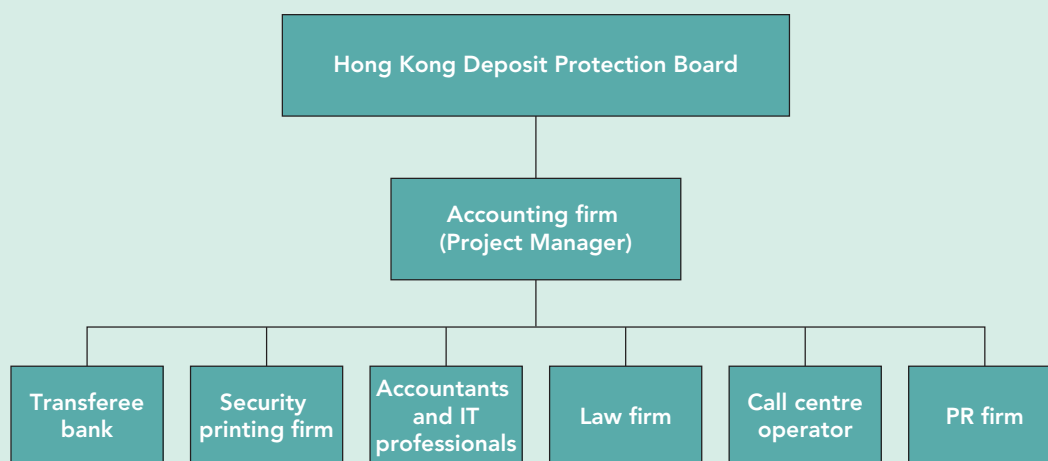 Hong Kong Deposit Protection Board
Accounting firm
(Project Manager)
Transferee
bank
Security
printing firm
Accountants
and IT
professionals
Law firm
Call centre
operator
PR firm